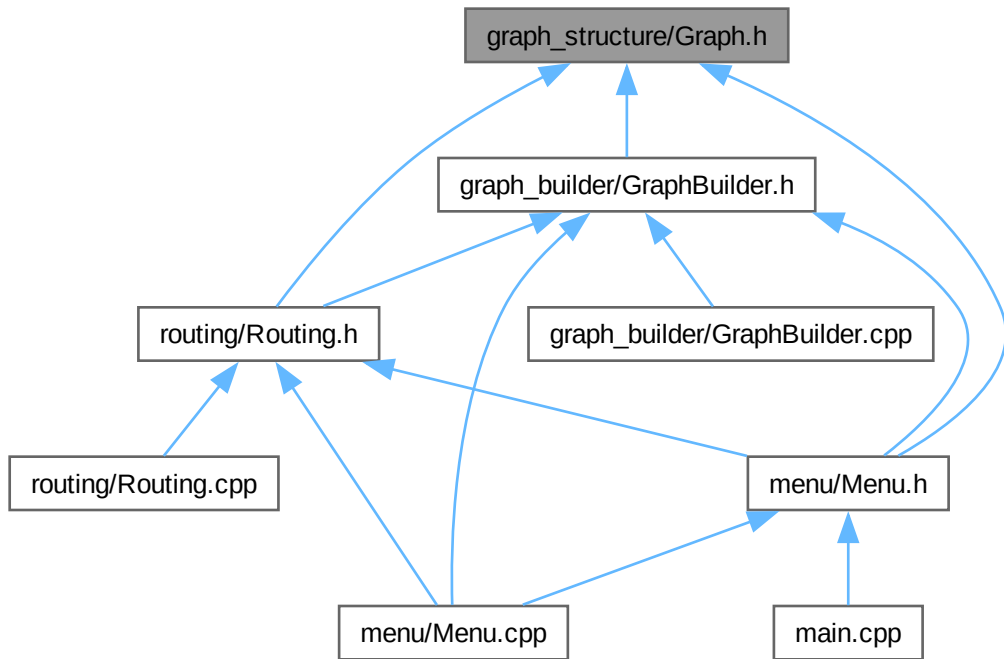 graph_structure/Graph.h
graph_builder/GraphBuilder.h
routing/Routing.h
graph_builder/GraphBuilder.cpp
routing/Routing.cpp
menu/Menu.h
menu/Menu.cpp
main.cpp